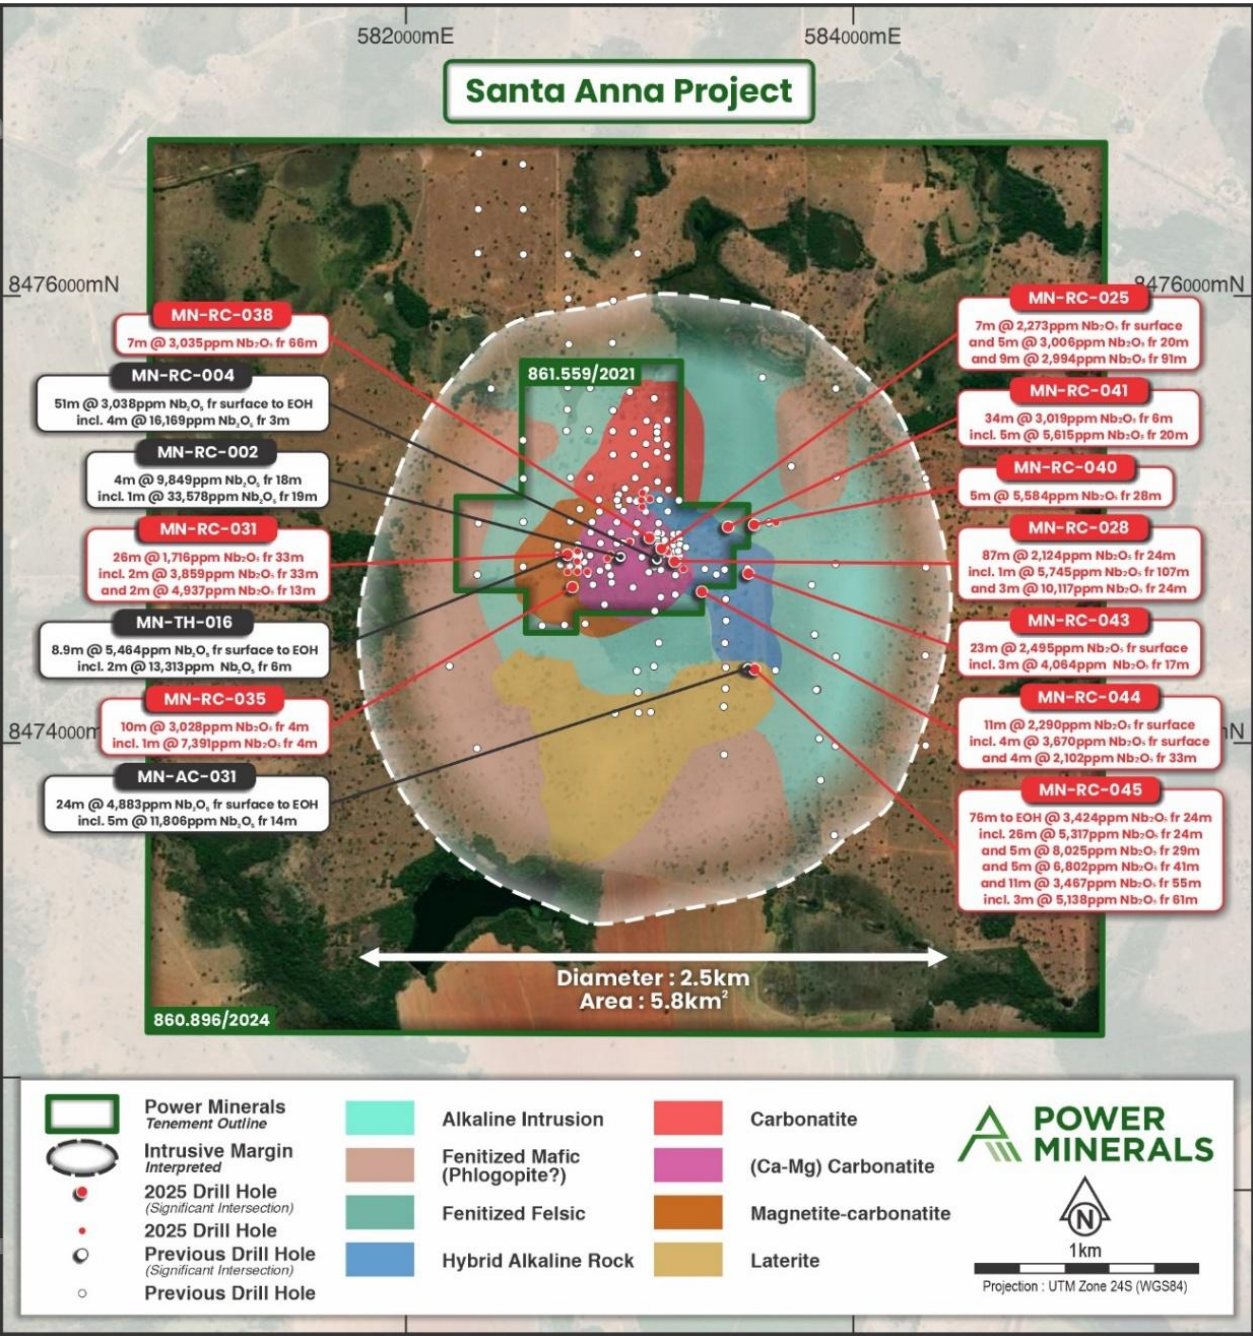 582000mE
584000mE
Santa Anna Project
8476000mN
8476000mN
MN-RC-038
7m @ 3,035ppm Nb₂O₅ fr 66m
MN-RC-004
51m @ 3,038ppm Nb₂O₅ fr surface to EOH
incl. 4m @ 16,169ppm Nb₂O₅ fr 3m
MN-RC-002
4m @ 9,849ppm Nb₂O₅ fr 18m
incl. 1m @ 33,578ppm Nb₂O₅ fr 19m
MN-RC-031
26m @ 1,716ppm Nb₂O₅ fr 33m
incl. 2m @ 3,859ppm Nb₂O₅ fr 33m
and 2m @ 4,937ppm Nb₂O₅ fr 13m
MN-TH-016
8.9m @ 5,464ppm Nb₂O₅ fr surface to EOH
incl. 2m @ 13,313ppm Nb₂O₅ fr 6m
MN-RC-035
10m @ 3,028ppm Nb₂O₅ fr 4m
incl. 1m @ 7,391ppm Nb₂O₅ fr 4m
8474000m
MN-AC-031
24m @ 4,883ppm Nb₂O₅ fr surface to EOH
incl. 5m @ 11,806ppm Nb₂O₅ fr 14m
861.559/2021
MN-RC-025
7m @ 2,273ppm Nb₂O₅ fr surface
and 5m @ 3,006ppm Nb₂O₅ fr 20m
and 9m @ 2,994ppm Nb₂O₅ fr 91m
MN-RC-041
34m @ 3,019ppm Nb₂O₅ fr 6m
incl. 5m @ 5,615ppm Nb₂O₅ fr 20m
MN-RC-040
5m @ 5,584ppm Nb₂O₅ fr 28m
MN-RC-028
87m @ 2,124ppm Nb₂O₅ fr 24m
incl. 1m @ 5,745ppm Nb₂O₅ fr 107m
and 3m @ 10,117ppm Nb₂O₅ fr 24m
MN-RC-043
23m @ 2,495ppm Nb₂O₅ fr surface
incl. 3m @ 4,064ppm Nb₂O₅ fr 17m
MN-RC-044
11m @ 2,290ppm Nb₂O₅ fr surface
incl. 4m @ 3,670ppm Nb₂O₅ fr surface
and 4m @ 2,102ppm Nb₂O₅ fr 33m
N
MN-RC-045
76m to EOH @ 3,424ppm Nb₂O₅ fr 24m
incl. 26m @ 5,317ppm Nb₂O₅ fr 24m
and 5m @ 8,025ppm Nb₂O₅ fr 29m
and 5m @ 6,802ppm Nb₂O₅ fr 41m
and 11m @ 3,467ppm Nb₂O₅ fr 55m
incl. 3m @ 5,138ppm Nb₂O₅ fr 61m
Diameter : 2.5km
Area : 5.8km²
860.896/2024
Power Minerals
Tenement Outline
Intrusive Margin
Interpreted
2025 Drill Hole
(Significant Intersection)
2025 Drill Hole
Previous Drill Hole
(Significant Intersection)
Previous Drill Hole
Alkaline Intrusion
Fenitized Mafic
(Phlogopite?)
Fenitized Felsic
Hybrid Alkaline Rock
Carbonatite
(Ca-Mg) Carbonatite
Magnetite-carbonatite
Laterite
POWER
MINERALS
N
1km
Projection : UTM Zone 24S (WGS84)